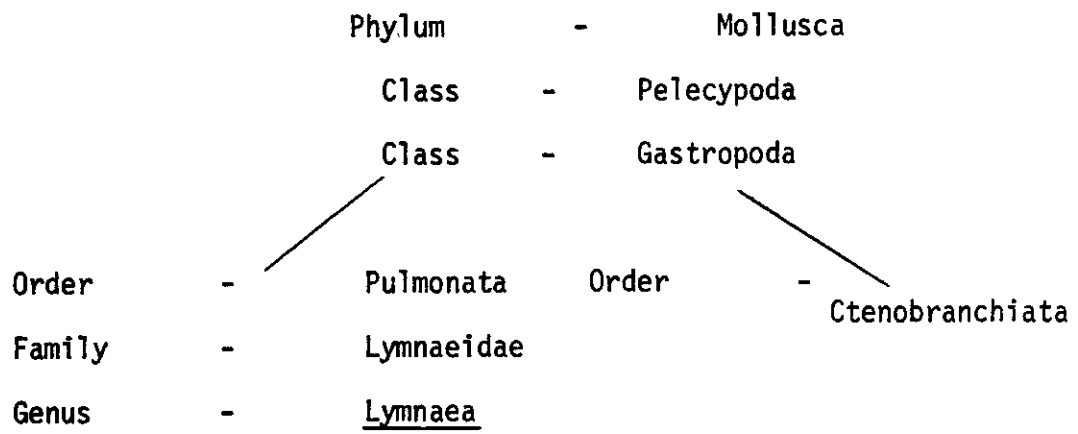 Phylum - Mollusca
Class - Pelecypoda
Class - Gastropoda
Order - Pulmonata Order - Ctenobranchiata
Family - Lymnaeidae
Genus - Lymnaea